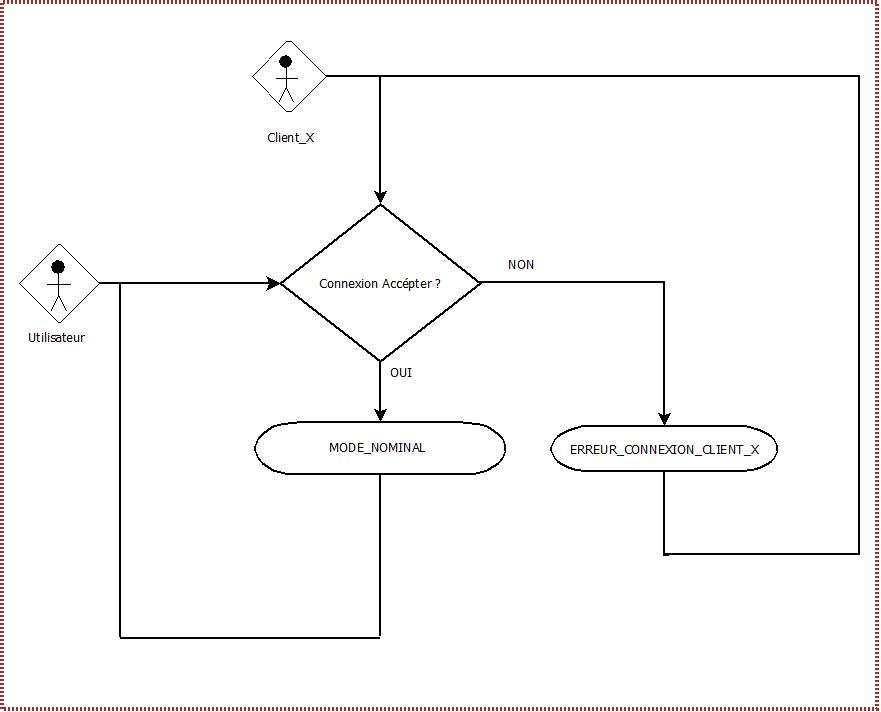 Client_X
NON
Connexion Accépter ?
Utilisateur
OUI
MODE_NOMINAL
ERREUR_CONNEXION_CLIENT_X